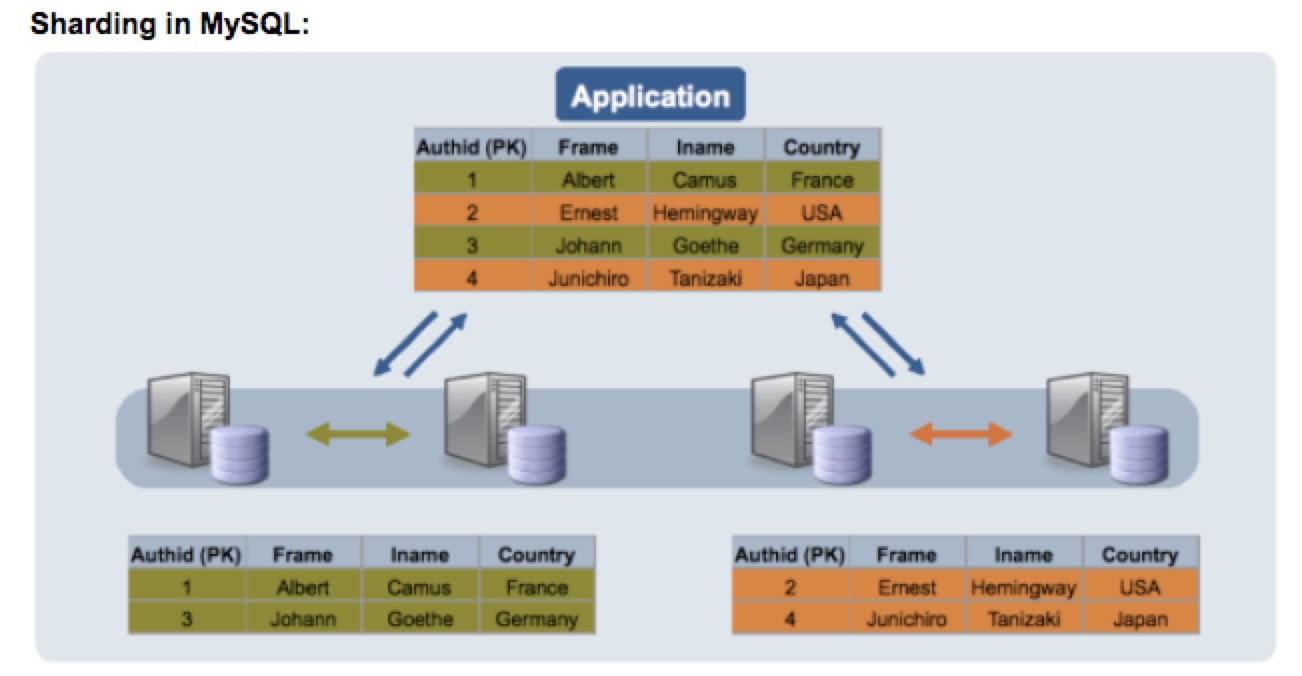 Sharding in MySQL:
Application
Authid (PK) Frame Iname Country
1 Albert Camus France
2 Ernest Hemingway USA
3 Johann Goethe Germany
4 Junichiro Tanizaki Japan
Authid (PK) Frame Iname Country
1 Albert Camus France
3 Johann Goethe Germany
Authid (PK) Frame Iname Country
2 Ernest Hemingway USA
4 Junichiro Tanizaki Japan